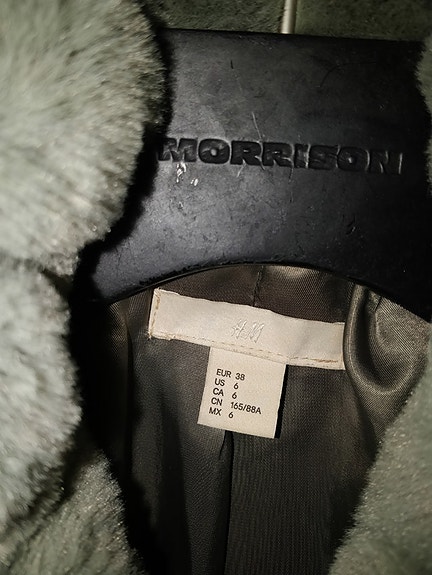 MORRISON
H&M
EUR 38
US 6
CA 6
CN 165/88A
MX 6